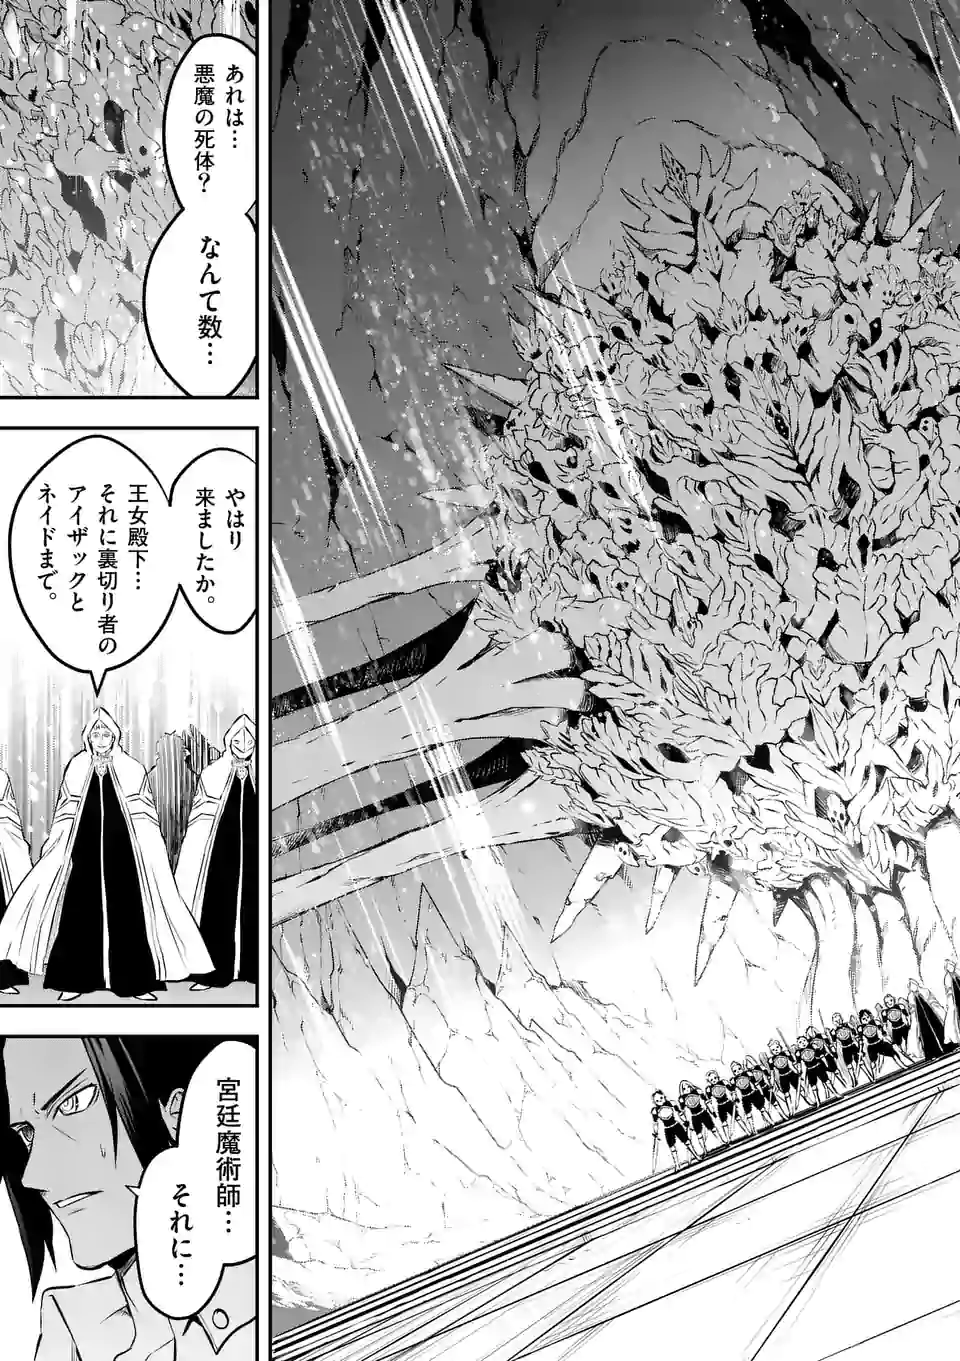 あれは…
悪魔の死体?
なんて数…
やはり
来ましたか。
王女殿下…
それに裏切り者の
アイザックと
ネイドまで。
宮廷魔術師…
それに…